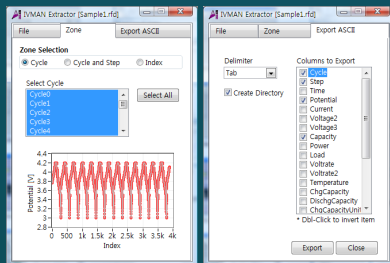 IVMAN Extractor [Sample1.rfd]
File
Zone
Export ASCII
Zone Selection
Cycle
Cycle and Step
Index
Select Cycle
Cycle0
Cycle1
Cycle2
Cycle3
Cycle4
Select All
Potential [V]
4.4
4.2
4
3.8
3.6
3.4
3.2
3
2.8
0 500 1k 1.5k 2k 2.5k 3k 3.5k 4k
Index
IVMAN Extractor [Sample1.rfd]
File
Zone
Export ASCII
Delimiter
Tab
Create Directory
Columns to Export
Cycle
Step
Time
Potential
Current
Voltage2
Voltage3
Capacity
Power
Load
Voltrate
Voltrate2
Temperature
ChgCapacity
DischgCapacity
ChgCapacityUnit
* Dbl-Click to invert item
Export
Close